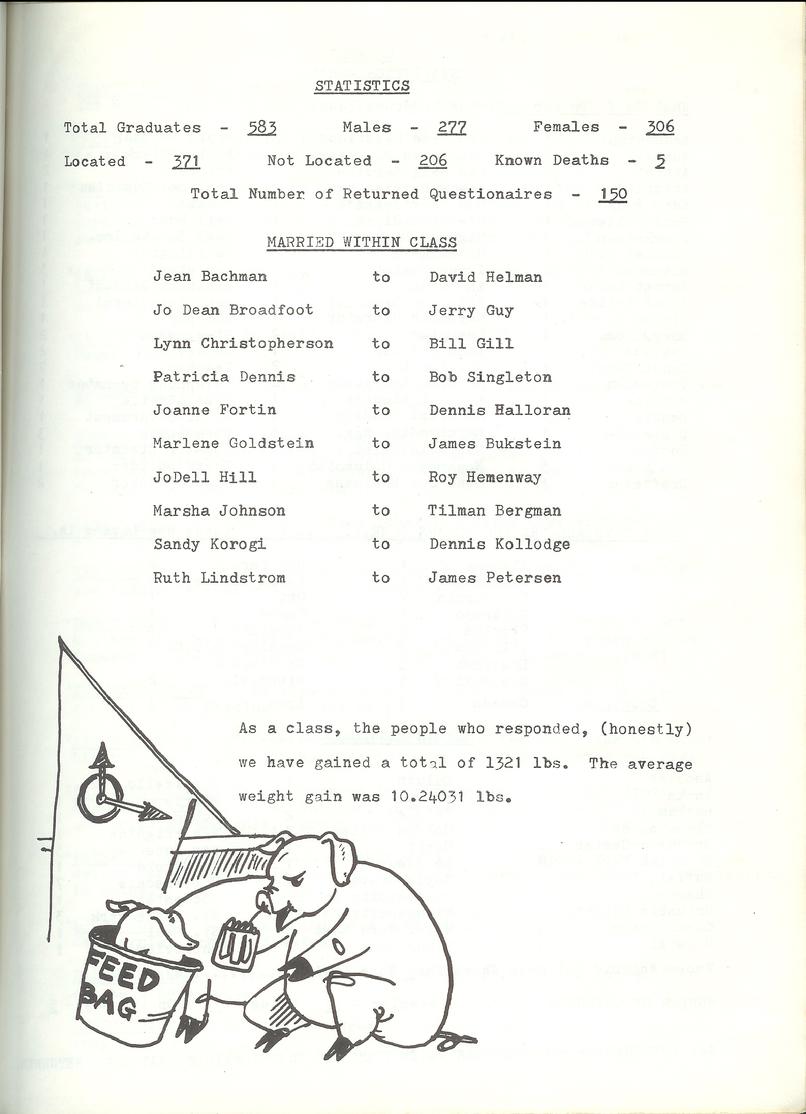 STATISTICS
Total Graduates - 583 Males - 277 Females - 306
Located - 371 Not Located - 206 Known Deaths - 5
Total Number of Returned Questionaires - 150
MARRIED WITHIN CLASS
Jean Bachman to David Helman
Jo Dean Broadfoot to Jerry Guy
Lynn Christopherson to Bill Gill
Patricia Dennis to Bob Singleton
Joanne Fortin to Dennis Halloran
Marlene Goldstein to James Bukstein
JoDell Hill to Roy Hemenway
Marsha Johnson to Tilman Bergman
Sandy Korogi to Dennis Kollodge
Ruth Lindstrom to James Petersen
As a class, the people who responded, (honestly)
we have gained a total of 1321 lbs. The average
weight gain was 10.24031 lbs.
FEED
BAG